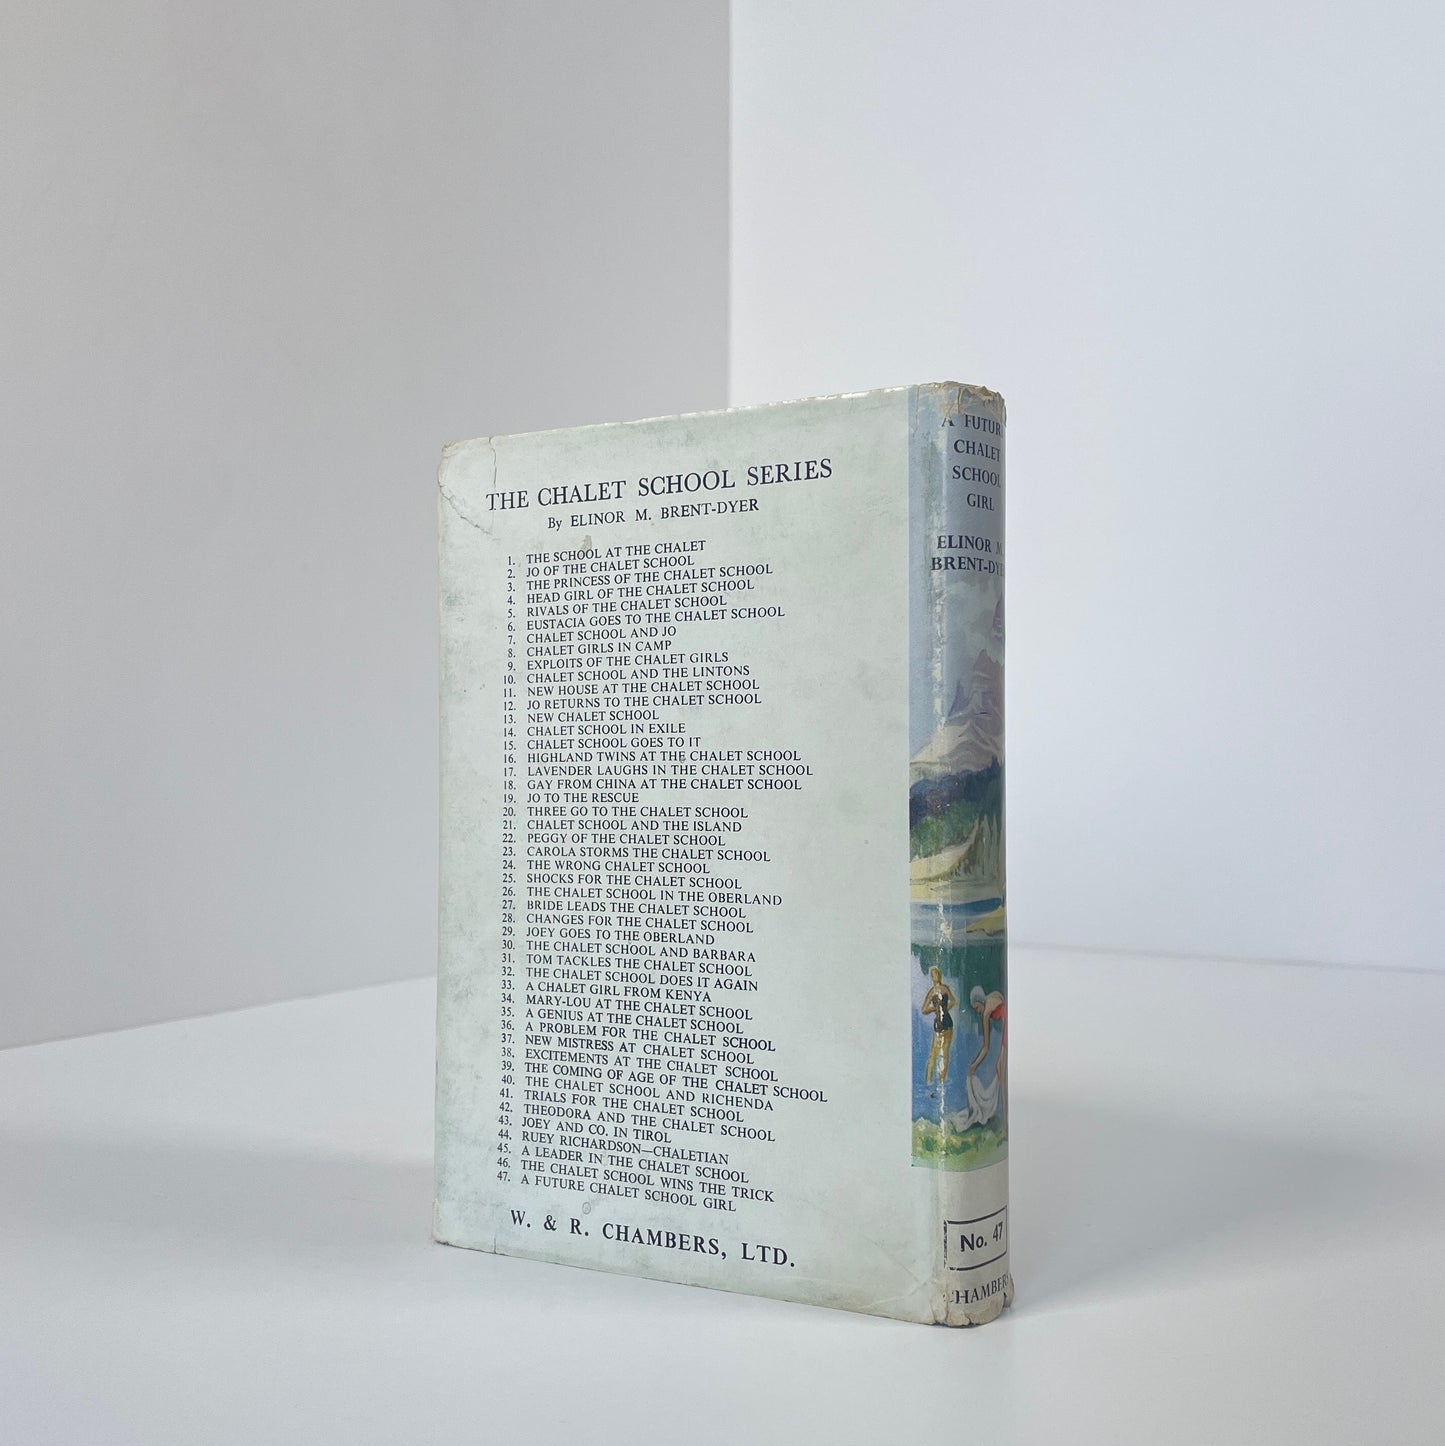 THE CHALET SCHOOL SERIES
By ELINOR M. BRENT-DYER
1. THE SCHOOL AT THE CHALET
2. JO OF THE CHALET SCHOOL
3. THE PRINCESS OF THE CHALET SCHOOL
4. HEAD GIRL OF THE CHALET SCHOOL
5. RIVALS OF THE CHALET SCHOOL
6. EUSTACIA GOES TO THE CHALET SCHOOL
7. CHALET SCHOOL AND JO
8. CHALET GIRLS IN CAMP
9. EXPLOITS OF THE CHALET GIRLS
10. CHALET SCHOOL AND THE LINTONS
11. NEW HOUSE AT THE CHALET SCHOOL
12. JO RETURNS TO THE CHALET SCHOOL
13. NEW CHALET SCHOOL
14. CHALET SCHOOL IN EXILE
15. CHALET SCHOOL GOES TO IT
16. HIGHLAND TWINS AT THE CHALET SCHOOL
17. LAVENDER LAUGHS IN THE CHALET SCHOOL
18. GAY FROM CHINA AT THE CHALET SCHOOL
19. JO TO THE RESCUE
20. THREE GO TO THE CHALET SCHOOL
21. CHALET SCHOOL AND THE ISLAND
22. PEGGY OF THE CHALET SCHOOL
23. CAROLA STORMS THE CHALET SCHOOL
24. THE WRONG CHALET SCHOOL
25. SHOCKS FOR THE CHALET SCHOOL
26. THE CHALET SCHOOL IN THE OBERLAND
27. BRIDE LEADS THE CHALET SCHOOL
28. CHANGES FOR THE CHALET SCHOOL
29. JOEY GOES TO THE OBERLAND
30. THE CHALET SCHOOL AND BARBARA
31. TOM TACKLES THE CHALET SCHOOL
32. THE CHALET SCHOOL DOES IT AGAIN
33. A CHALET GIRL FROM KENYA
34. MARY-LOU AT THE CHALET SCHOOL
35. A GENIUS AT THE CHALET SCHOOL
36. A PROBLEM FOR THE CHALET SCHOOL
37. NEW MISTRESS AT CHALET SCHOOL
38. EXCITEMENTS AT THE CHALET SCHOOL
39. THE COMING OF AGE OF THE CHALET SCHOOL
40. THE CHALET SCHOOL AND RICHENDA
41. TRIALS FOR THE CHALET SCHOOL
42. THEODORA AND THE CHALET SCHOOL
43. JOEY AND CO. IN TIROL
44. RUEY RICHARDSON—CHALETIAN
45. A LEADER IN THE CHALET SCHOOL
46. THE CHALET SCHOOL WINS THE TRICK
47. A FUTURE CHALET SCHOOL GIRL
W. & R. CHAMBERS, LTD.
A FUTUR
CHALET
SCHOOL
GIRL
ELINOR M.
BRENT-DYER
No. 47
CHAMBERS